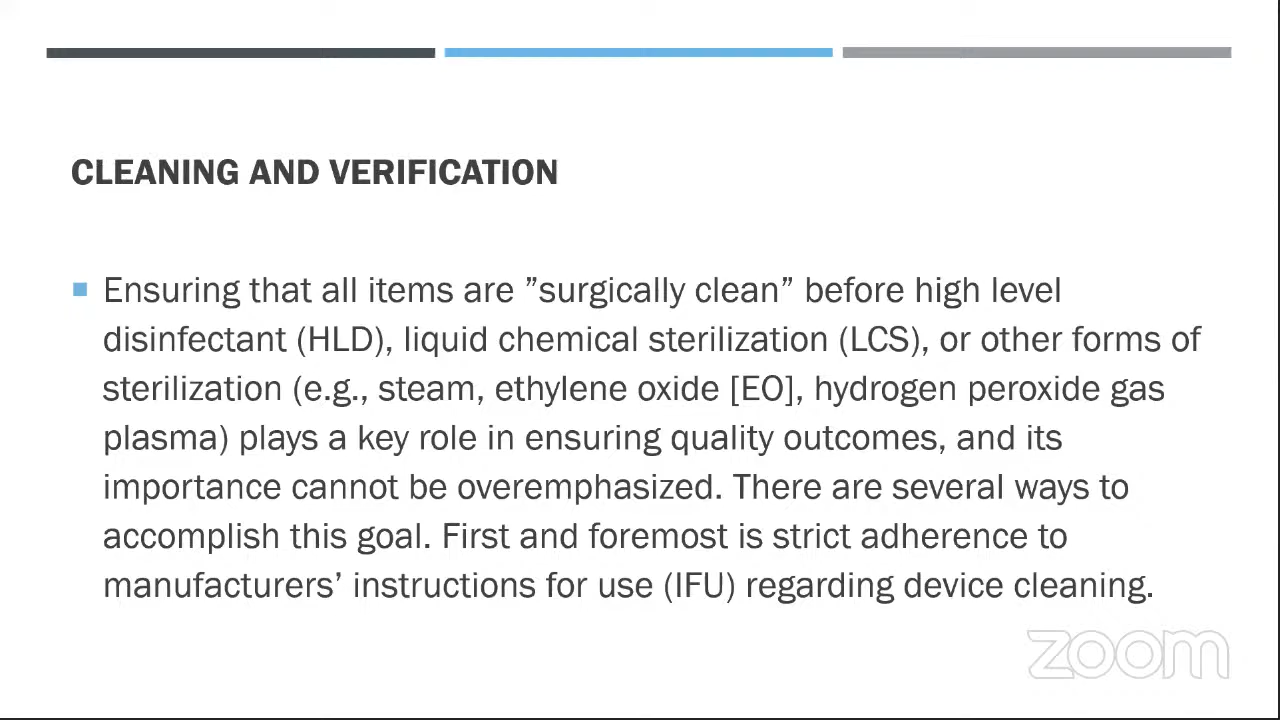 CLEANING AND VERIFICATION
Ensuring that all items are ”surgically clean” before high level
disinfectant (HLD), liquid chemical sterilization (LCS), or other forms of
sterilization (e.g., steam, ethylene oxide [EO], hydrogen peroxide gas
plasma) plays a key role in ensuring quality outcomes, and its
importance cannot be overemphasized. There are several ways to
accomplish this goal. First and foremost is strict adherence to
manufacturers’ instructions for use (IFU) regarding device cleaning.
zoom